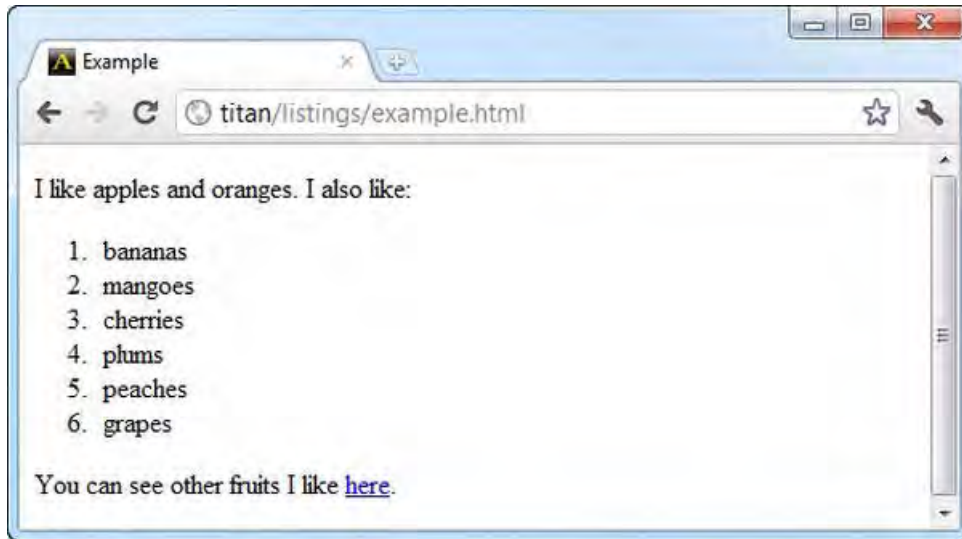 Example
titan/listings/example.html
I like apples and oranges. I also like:
1. bananas
2. mangoes
3. cherries
4. plums
5. peaches
6. grapes
You can see other fruits I like here.